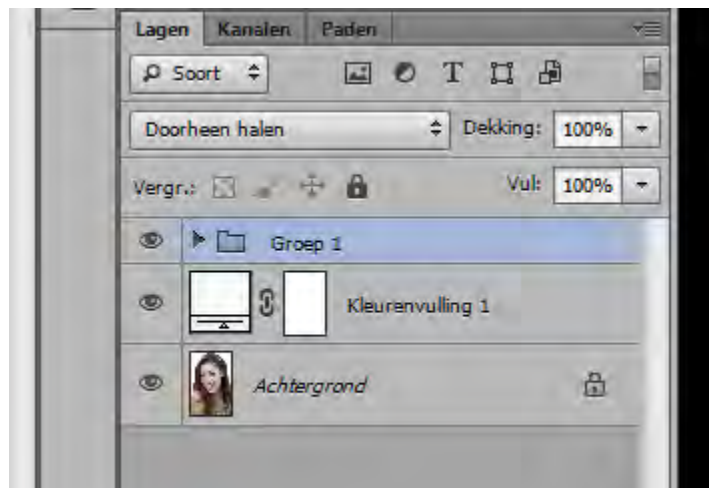 Lagen Kanalen Paden
Soort T
Doorheen halen Dekking: 100%
Vergr.: Vul: 100%
Groep 1
Kleurenvulling 1
Achtergrond